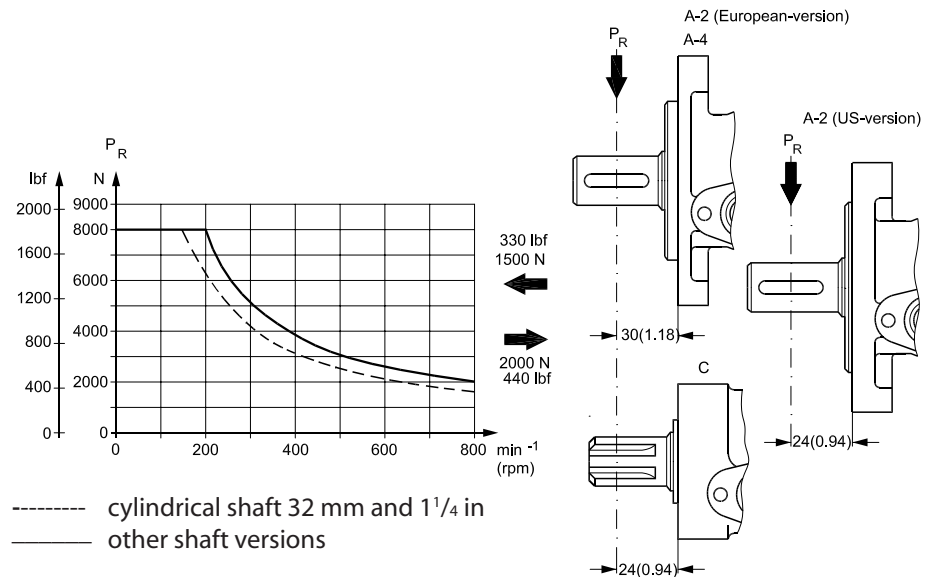 A-2 (European-version)
A-4
P_R
A-2 (US-version)
P_R
P_R
lbf
N
2000
1600
1200
800
400
0
9000
8000
6000
4000
2000
0
0
200
400
600
800
min ⁻¹
(rpm)
330 lbf
1500 N
2000 N
440 lbf
30(1.18)
24(0.94)
C
24(0.94)
cylindrical shaft 32 mm and 1¹/₄ in
other shaft versions